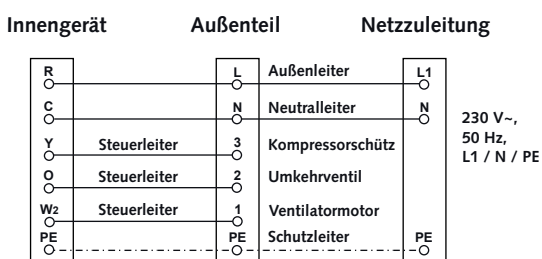 Innengerät Außenteil Netzzuleitung
R L Außenleiter L1
C N Neutralleiter N
230 V~,
50 Hz,
L1 / N / PE
Y Steuerleiter 3 Kompressorschütz
O Steuerleiter 2 Umkehrventil
W2 Steuerleiter 1 Ventilatormotor
PE PE Schutzleiter PE